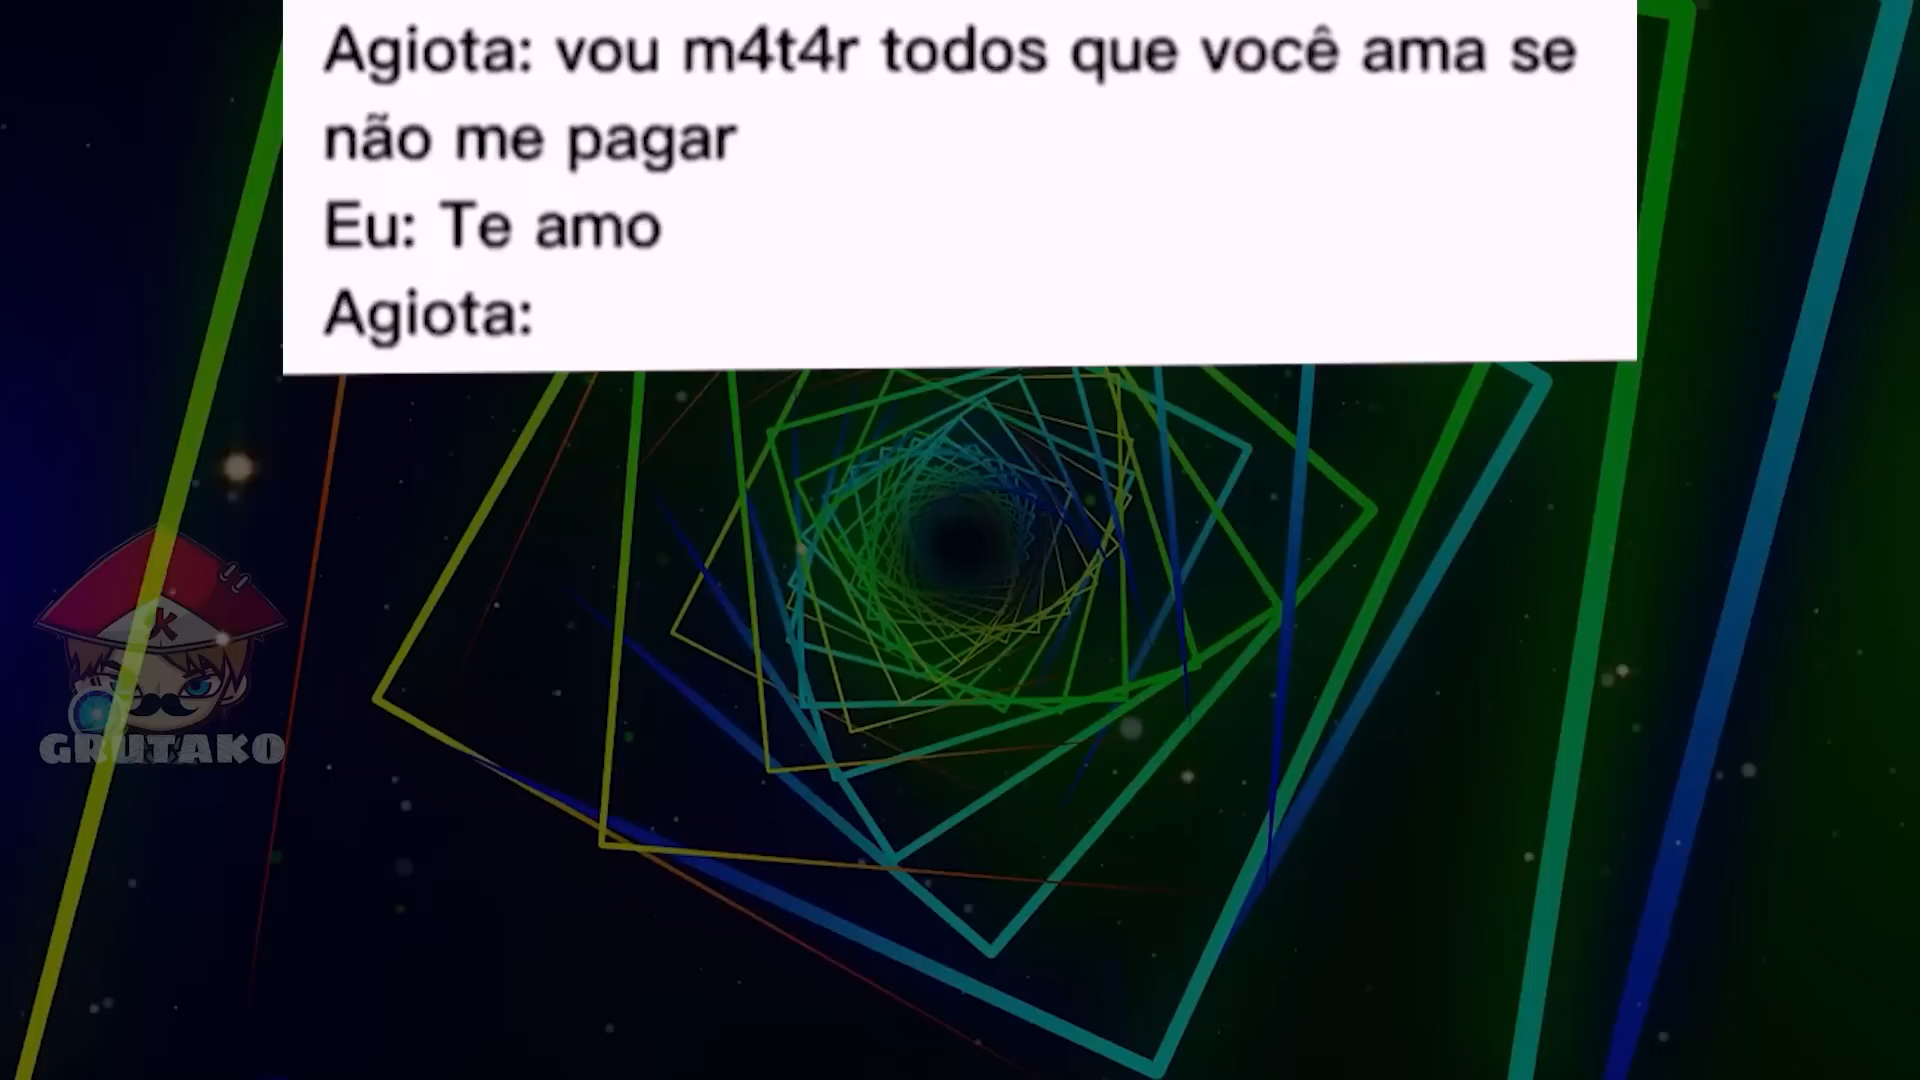 Agiota: vou m4t4r todos que você ama se
não me pagar
Eu: Te amo
Agiota:
K
GRUTAKO